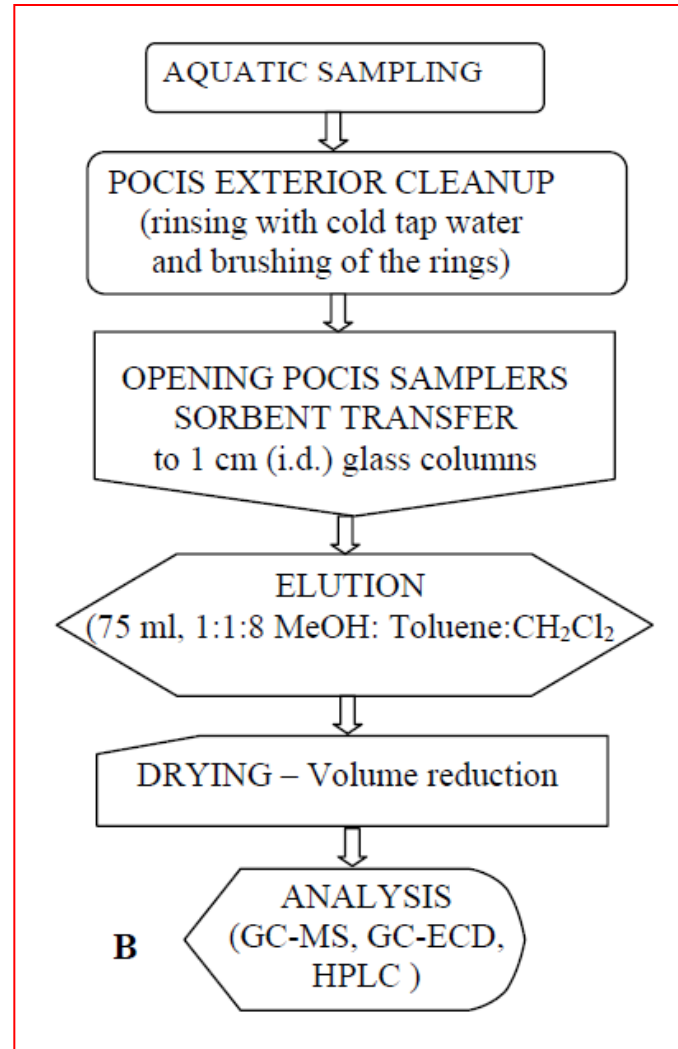 AQUATIC SAMPLING
POCIS EXTERIOR CLEANUP
(rinsing with cold tap water
and brushing of the rings)
OPENING POCIS SAMPLERS
SORBENT TRANSFER
to 1 cm (i.d.) glass columns
ELUTION
(75 ml, 1:1:8 MeOH: Toluene:CH₂Cl₂
DRYING – Volume reduction
ANALYSIS
(GC-MS, GC-ECD,
HPLC )
B